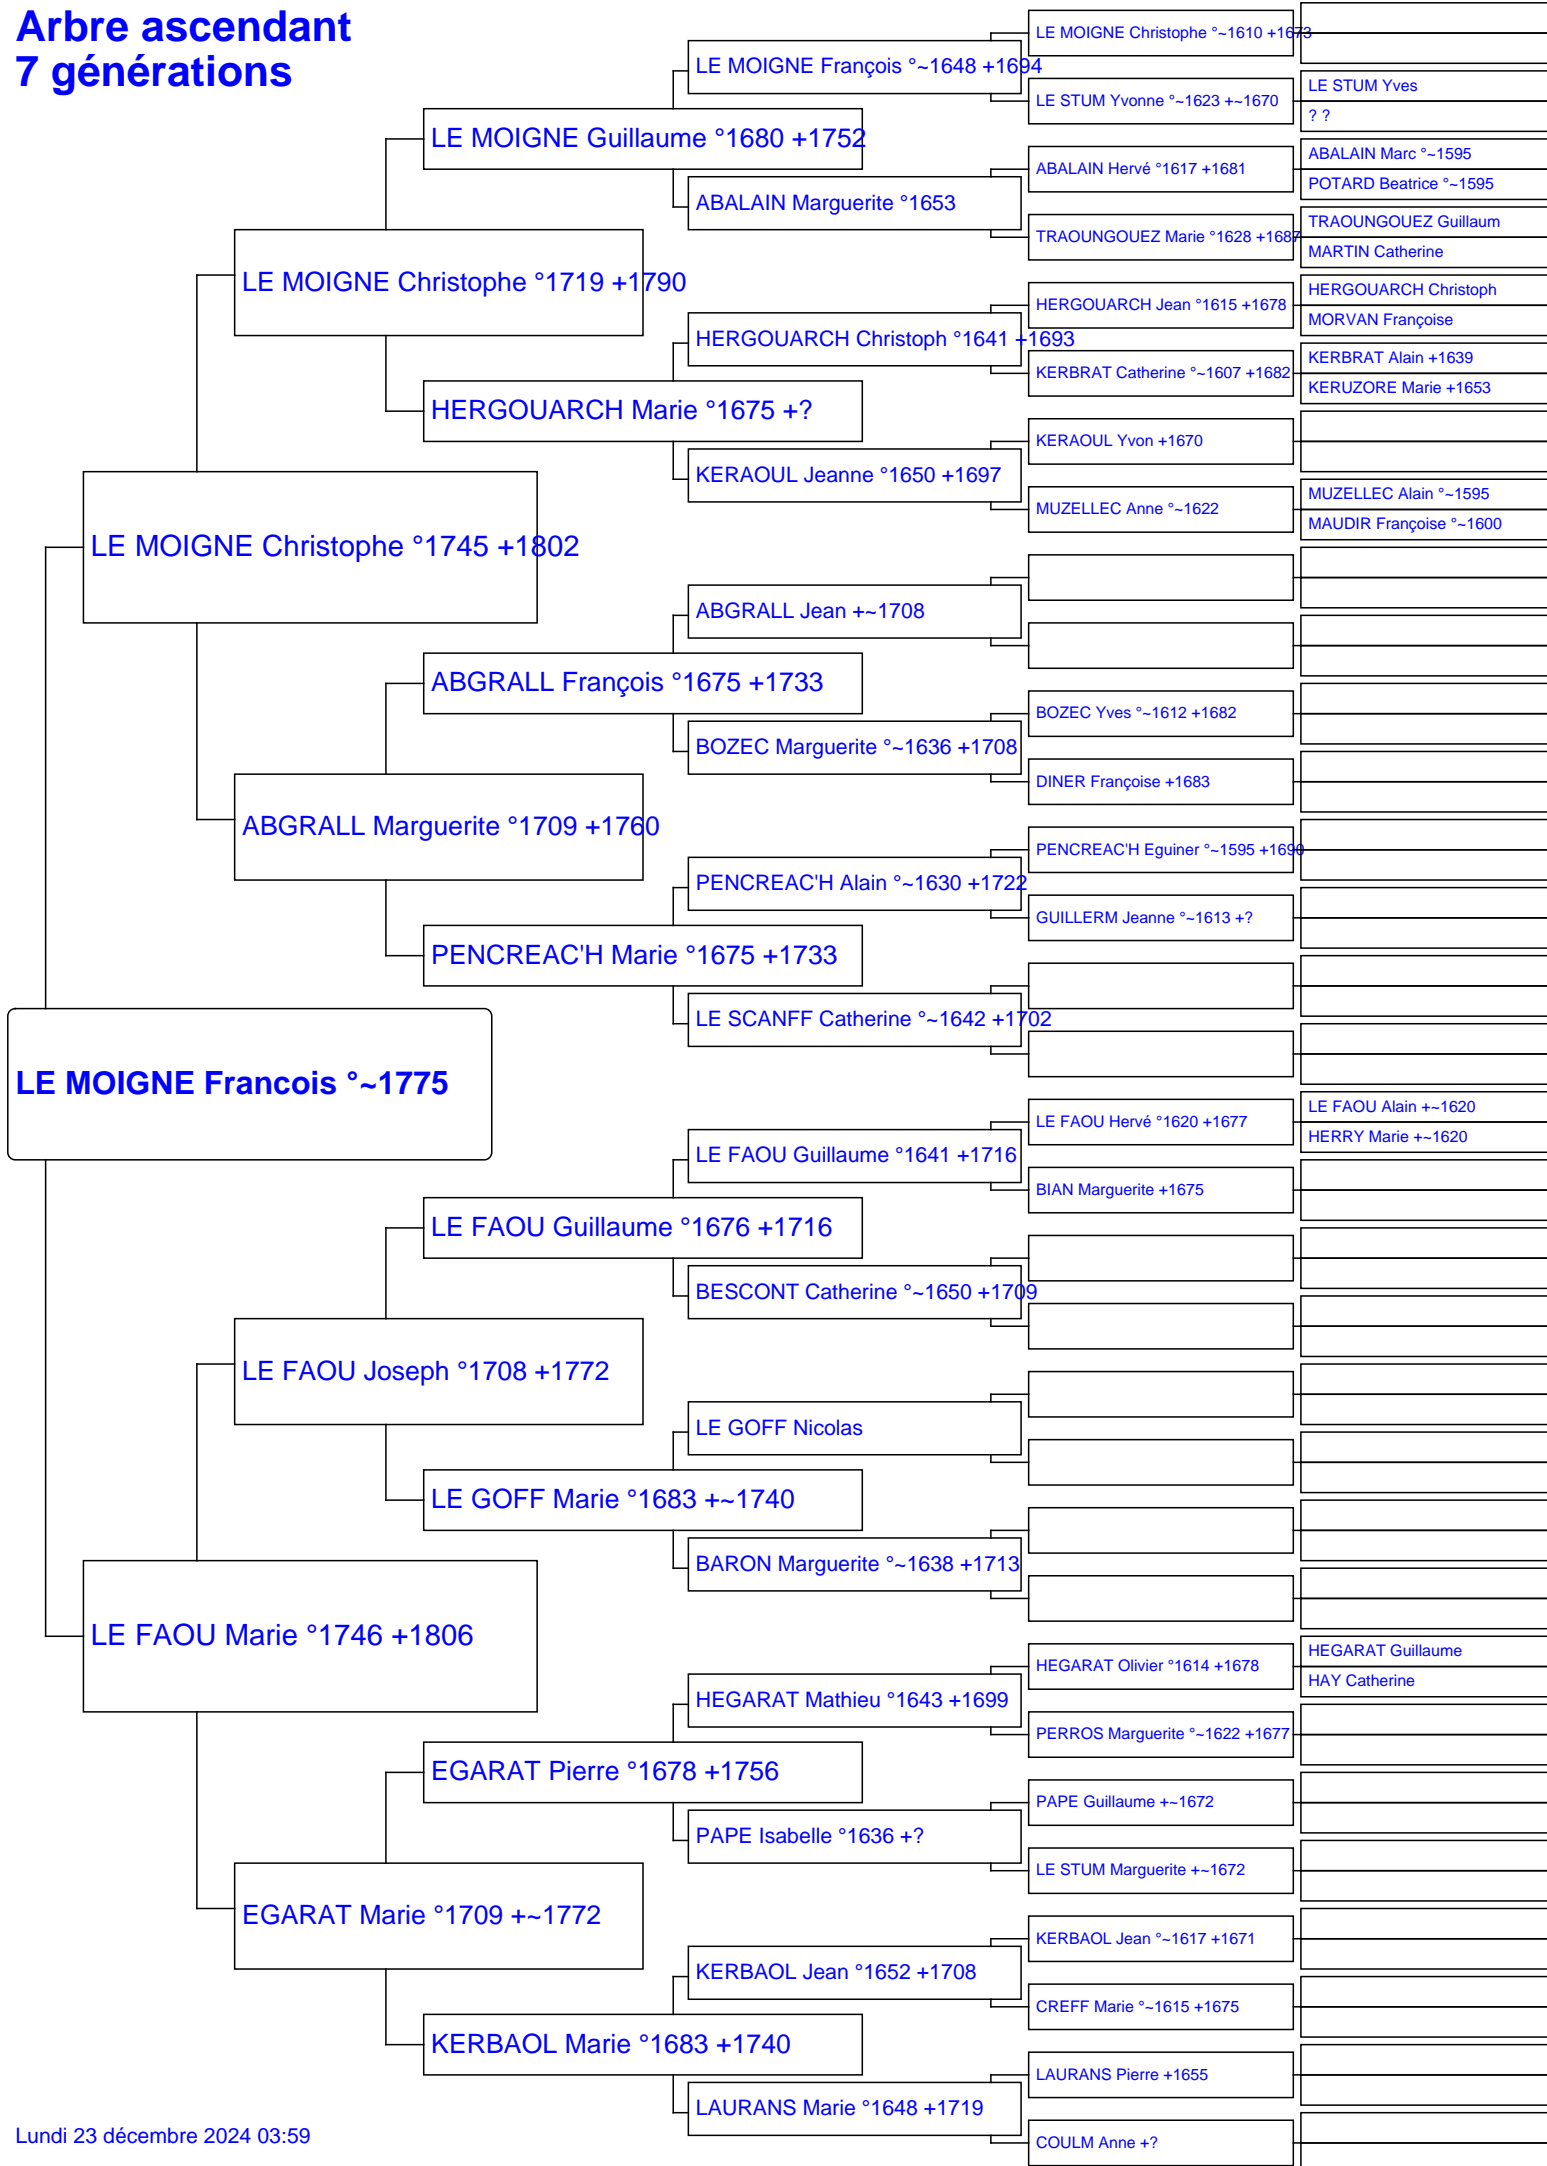 Arbre ascendant
7 générations
LE MOIGNE Francois °~1775
LE MOIGNE Christophe °1745 +1802
LE FAOU Marie °1746 +1806
LE MOIGNE Christophe °1719 +1790
ABGRALL Marguerite °1709 +1760
LE FAOU Joseph °1708 +1772
EGARAT Marie °1709 +~1772
LE MOIGNE Guillaume °1680 +1752
HERGOUARCH Marie °1675 +?
ABGRALL François °1675 +1733
PENCREAC'H Marie °1675 +1733
LE FAOU Guillaume °1676 +1716
LE GOFF Marie °1683 +~1740
EGARAT Pierre °1678 +1756
KERBAOL Marie °1683 +1740
LE MOIGNE François °~1648 +1694
ABALAIN Marguerite °1653
HERGOUARCH Christoph °1641 +1693
KERAOUL Jeanne °1650 +1697
ABGRALL Jean +~1708
BOZEC Marguerite °~1636 +1708
PENCREAC'H Alain °~1630 +1722
LE SCANFF Catherine °~1642 +1702
LE FAOU Guillaume °1641 +1716
BESCONT Catherine °~1650 +1709
LE GOFF Nicolas
BARON Marguerite °~1638 +1713
HEGARAT Mathieu °1643 +1699
PAPE Isabelle °1636 +?
KERBAOL Jean °1652 +1708
LAURANS Marie °1648 +1719
LE MOIGNE Christophe °~1610 +1673
LE STUM Yvonne °~1623 +~1670
ABALAIN Hervé °1617 +1681
TRAOUNGOUEZ Marie °1628 +1687
HERGOUARCH Jean °1615 +1678
KERBRAT Catherine °~1607 +1682
KERAOUL Yvon +1670
MUZELLEC Anne °~1622
BOZEC Yves °~1612 +1682
DINER Françoise +1683
PENCREAC'H Eguiner °~1595 +1690
GUILLERM Jeanne °~1613 +?
LE FAOU Hervé °1620 +1677
BIAN Marguerite +1675
HEGARAT Olivier °1614 +1678
PERROS Marguerite °~1622 +1677
PAPE Guillaume +~1672
LE STUM Marguerite +~1672
KERBAOL Jean °~1617 +1671
CREFF Marie °~1615 +1675
LAURANS Pierre +1655
COULM Anne +?
LE STUM Yves
? ?
ABALAIN Marc °~1595
POTARD Beatrice °~1595
TRAOUNGOUEZ Guillaum
MARTIN Catherine
HERGOUARCH Christoph
MORVAN Françoise
KERBRAT Alain +1639
KERUZORE Marie +1653
MUZELLEC Alain °~1595
MAUDIR Françoise °~1600
LE FAOU Alain +~1620
HERRY Marie +~1620
HEGARAT Guillaume
HAY Catherine
Lundi 23 décembre 2024 03:59